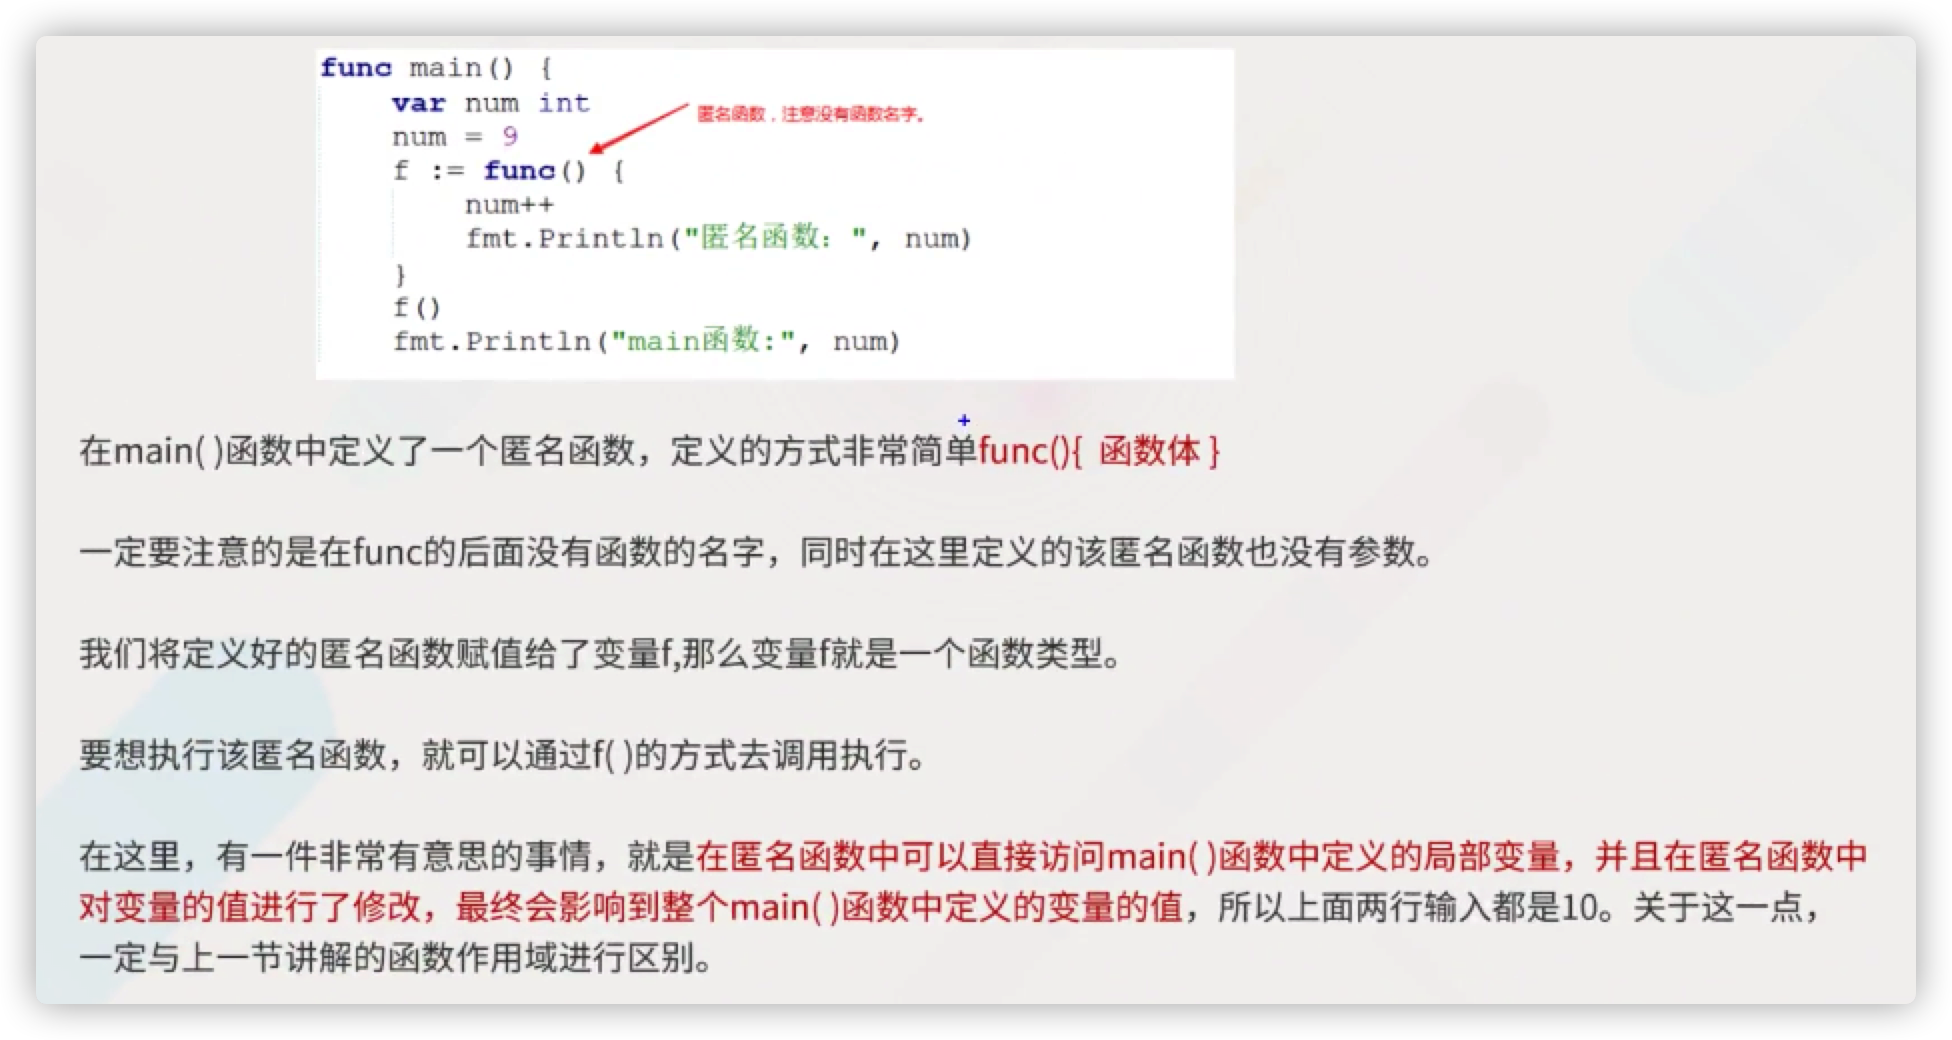 func main() {
var num int
匿名函数，注意没有函数名字。
num = 9
f := func() {
num++
fmt.Println("匿名函数: ", num)
}
f()
fmt.Println("main函数:", num)
在main( )函数中定义了一个匿名函数，定义的方式非常简单func(){ 函数体 }
一定要注意的是在func的后面没有函数的名字，同时在这里定义的该匿名函数也没有参数。
我们将定义好的匿名函数赋值给了变量f,那么变量f就是一个函数类型。
要想执行该匿名函数，就可以通过f( )的方式去调用执行。
在这里，有一件非常有意思的事情，就是在匿名函数中可以直接访问main( )函数中定义的局部变量，并且在匿名函数中
对变量的值进行了修改，最终会影响到整个main( )函数中定义的变量的值，所以上面两行输入都是10。关于这一点，
一定与上一节讲解的函数作用域进行区别。